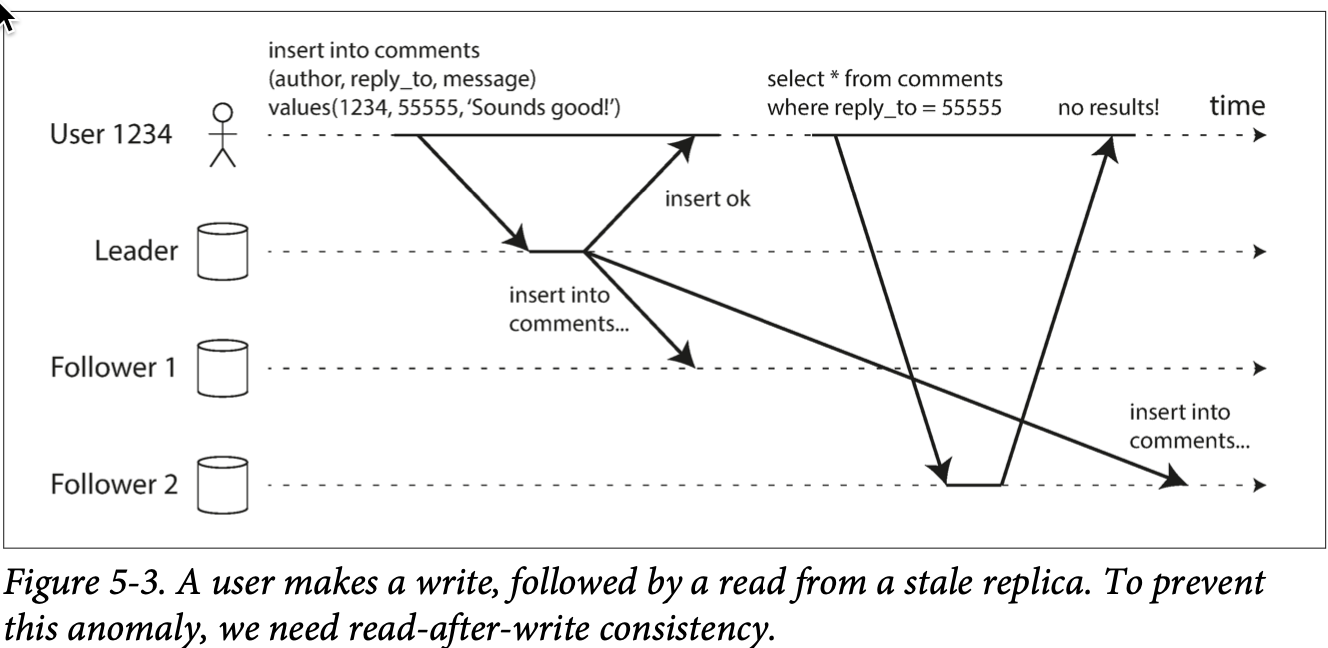 insert into comments
(author, reply_to, message)
values(1234, 55555, ‘Sounds good!’)
select * from comments
where reply_to = 55555
no results!
time
User 1234
insert ok
Leader
insert into
comments...
Follower 1
insert into
comments...
Follower 2
Figure 5-3. A user makes a write, followed by a read from a stale replica. To prevent
this anomaly, we need read-after-write consistency.